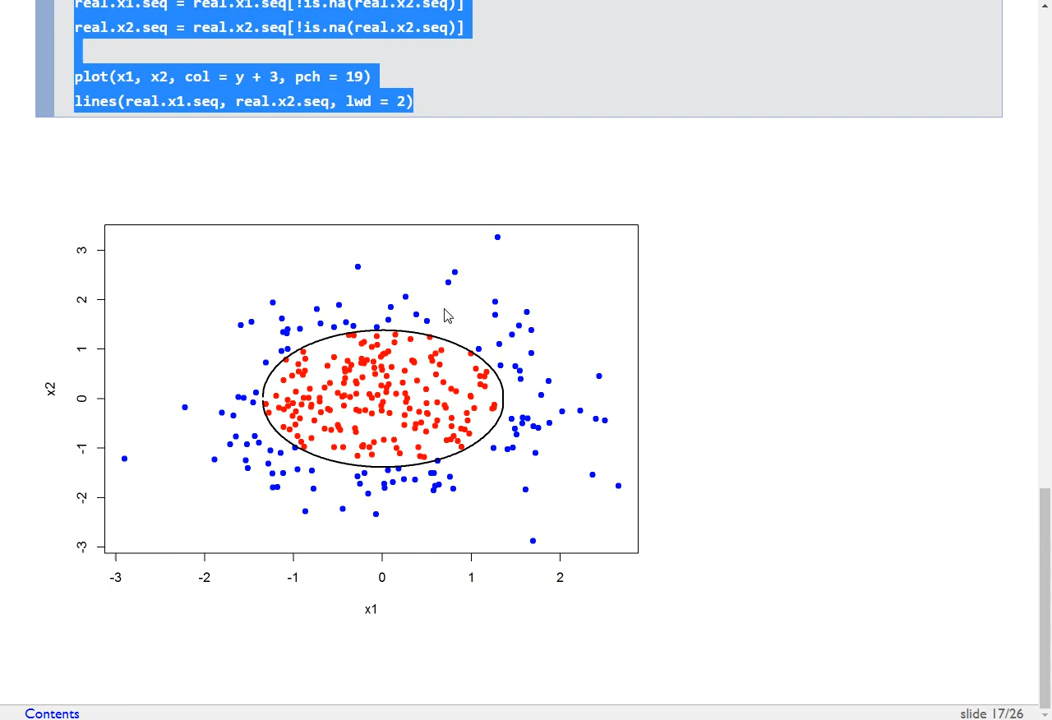 real.x1.seq = real.x1.seq[!is.na(real.x2.seq)]
real.x2.seq = real.x2.seq[!is.na(real.x2.seq)]
plot(x1, x2, col = y + 3, pch = 19)
lines(real.x1.seq, real.x2.seq, lwd = 2)
3
2
1
0
-1
-2
-3
x2
-3 -2 -1 0 1 2
x1
Contents slide 17/26